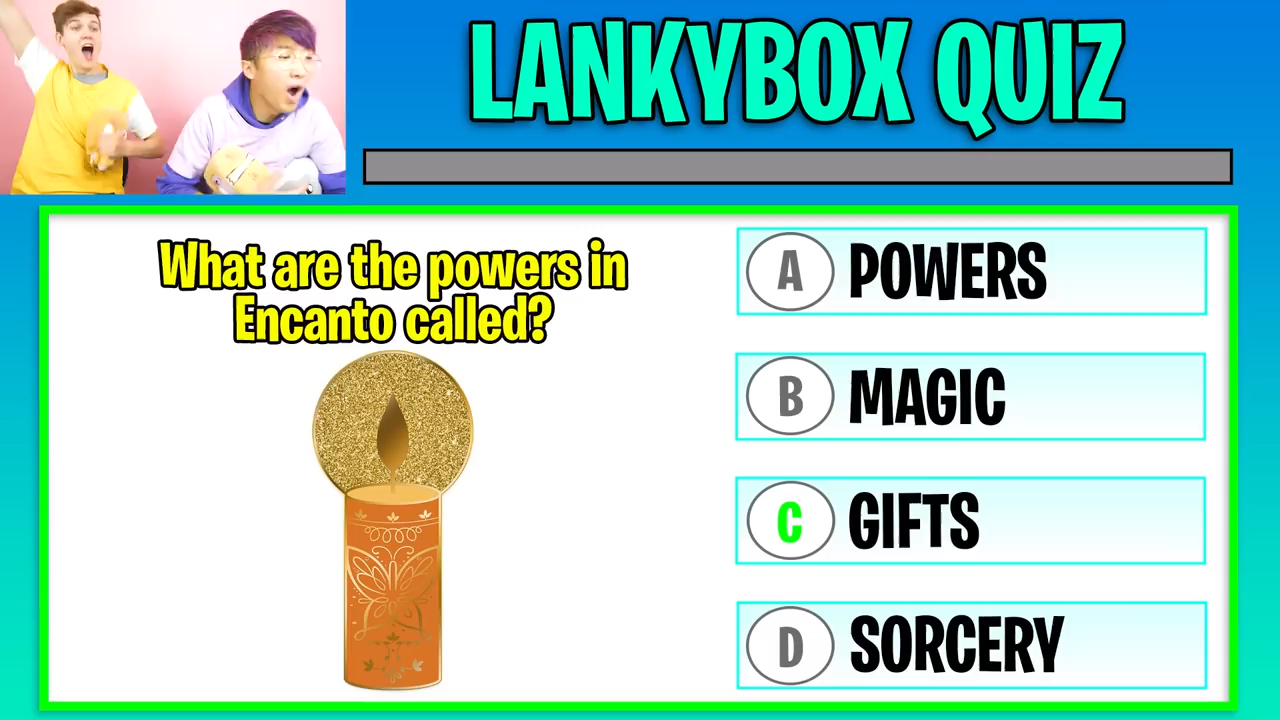 LANKYBOX QUIZ
What are the powers in
Encanto called?
A POWERS
B MAGIC
C GIFTS
D SORCERY